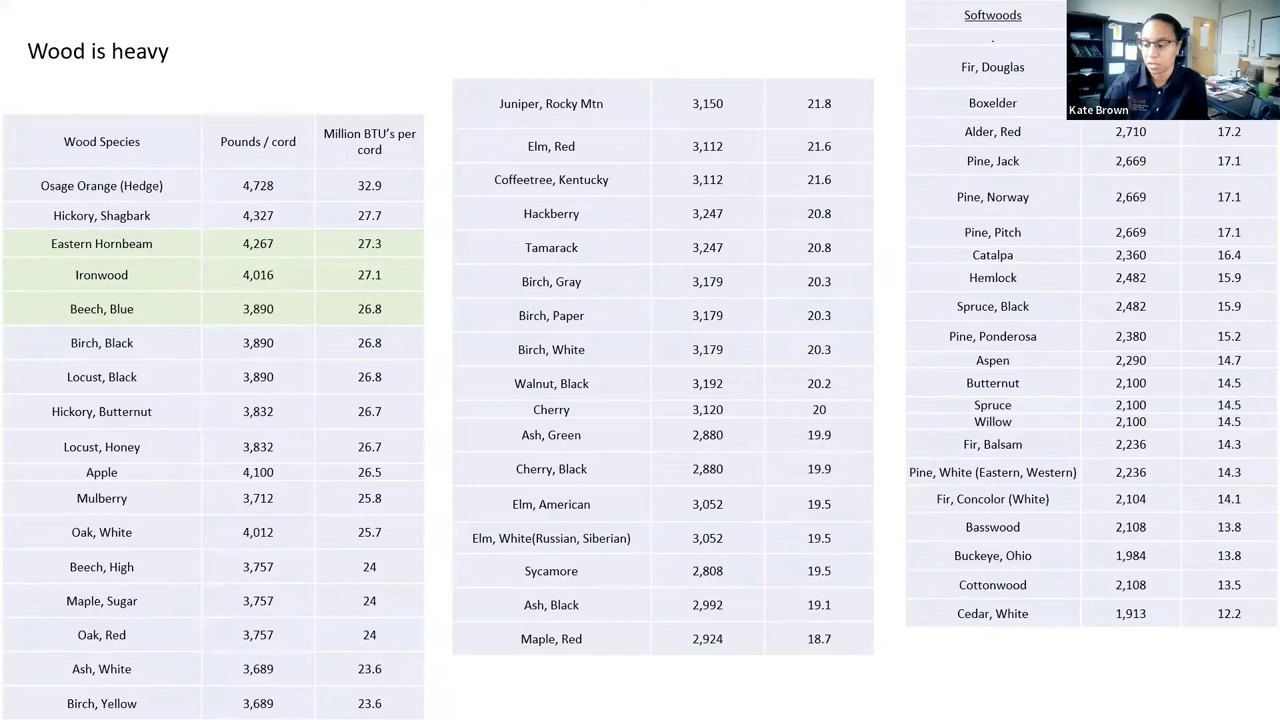 Wood is heavy
Wood Species Pounds / cord Million BTU's per cord
Osage Orange (Hedge) 4,728 32.9
Hickory, Shagbark 4,327 27.7
Eastern Hornbeam 4,267 27.3
Ironwood 4,016 27.1
Beech, Blue 3,890 26.8
Birch, Black 3,890 26.8
Locust, Black 3,890 26.8
Hickory, Butternut 3,832 26.7
Locust, Honey 3,832 26.7
Apple 4,100 26.5
Mulberry 3,712 25.8
Oak, White 4,012 25.7
Beech, High 3,757 24
Maple, Sugar 3,757 24
Oak, Red 3,757 24
Ash, White 3,689 23.6
Birch, Yellow 3,689 23.6
Juniper, Rocky Mtn 3,150 21.8
Elm, Red 3,112 21.6
Coffeetree, Kentucky 3,112 21.6
Hackberry 3,247 20.8
Tamarack 3,247 20.8
Birch, Gray 3,179 20.3
Birch, Paper 3,179 20.3
Birch, White 3,179 20.3
Walnut, Black 3,192 20.2
Cherry 3,120 20
Ash, Green 2,880 19.9
Cherry, Black 2,880 19.9
Elm, American 3,052 19.5
Elm, White(Russian, Siberian) 3,052 19.5
Sycamore 2,808 19.5
Ash, Black 2,992 19.1
Maple, Red 2,924 18.7
Softwoods
.
Fir, Douglas
Boxelder
Alder, Red 2,710 17.2
Pine, Jack 2,669 17.1
Pine, Norway 2,669 17.1
Pine, Pitch 2,669 17.1
Catalpa 2,360 16.4
Hemlock 2,482 15.9
Spruce, Black 2,482 15.9
Pine, Ponderosa 2,380 15.2
Aspen 2,290 14.7
Butternut 2,100 14.5
Spruce 2,100 14.5
Willow 2,100 14.5
Fir, Balsam 2,236 14.3
Pine, White (Eastern, Western) 2,236 14.3
Fir, Concolor (White) 2,104 14.1
Basswood 2,108 13.8
Buckeye, Ohio 1,984 13.8
Cottonwood 2,108 13.5
Cedar, White 1,913 12.2
Kate Brown